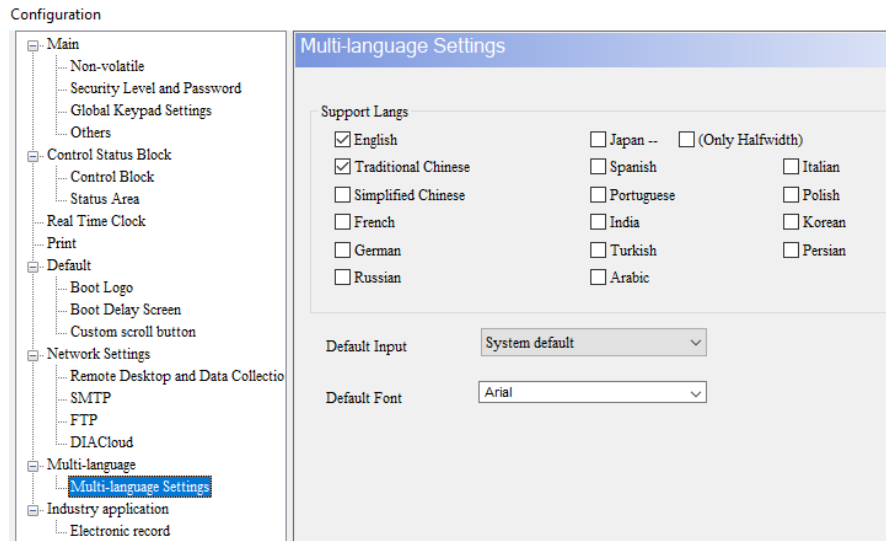 Configuration
Main
Non-volatile
Security Level and Password
Global Keypad Settings
Others
Control Status Block
Control Block
Status Area
Real Time Clock
Print
Default
Boot Logo
Boot Delay Screen
Custom scroll button
Network Settings
Remote Desktop and Data Collectio
SMTP
FTP
DIACloud
Multi-language
Multi-language Settings
Industry application
Electronic record
Multi-language Settings
Support Langs
English
Japan -- (Only Halfwidth)
Traditional Chinese
Spanish
Italian
Simplified Chinese
Portuguese
Polish
French
India
Korean
German
Turkish
Persian
Russian
Arabic
Default Input
System default
Default Font
Arial